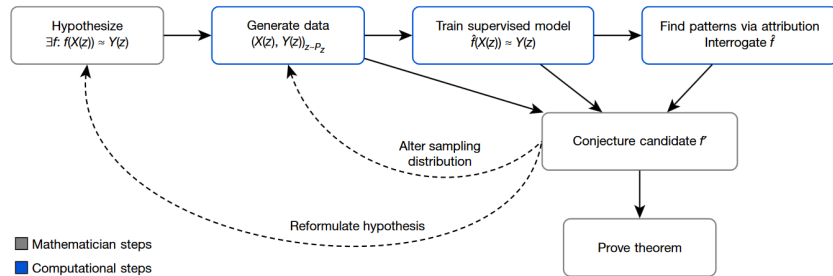 Hypothesize
∃f: f(X(z)) ≈ Y(z)
Generate data
(X(z), Y(z))z~Pz
Train supervised model
f̂(X(z)) ≈ Y(z)
Find patterns via attribution
Interrogate f̂
Conjecture candidate f′
Alter sampling
distribution
Reformulate hypothesis
Prove theorem
Mathematician steps
Computational steps